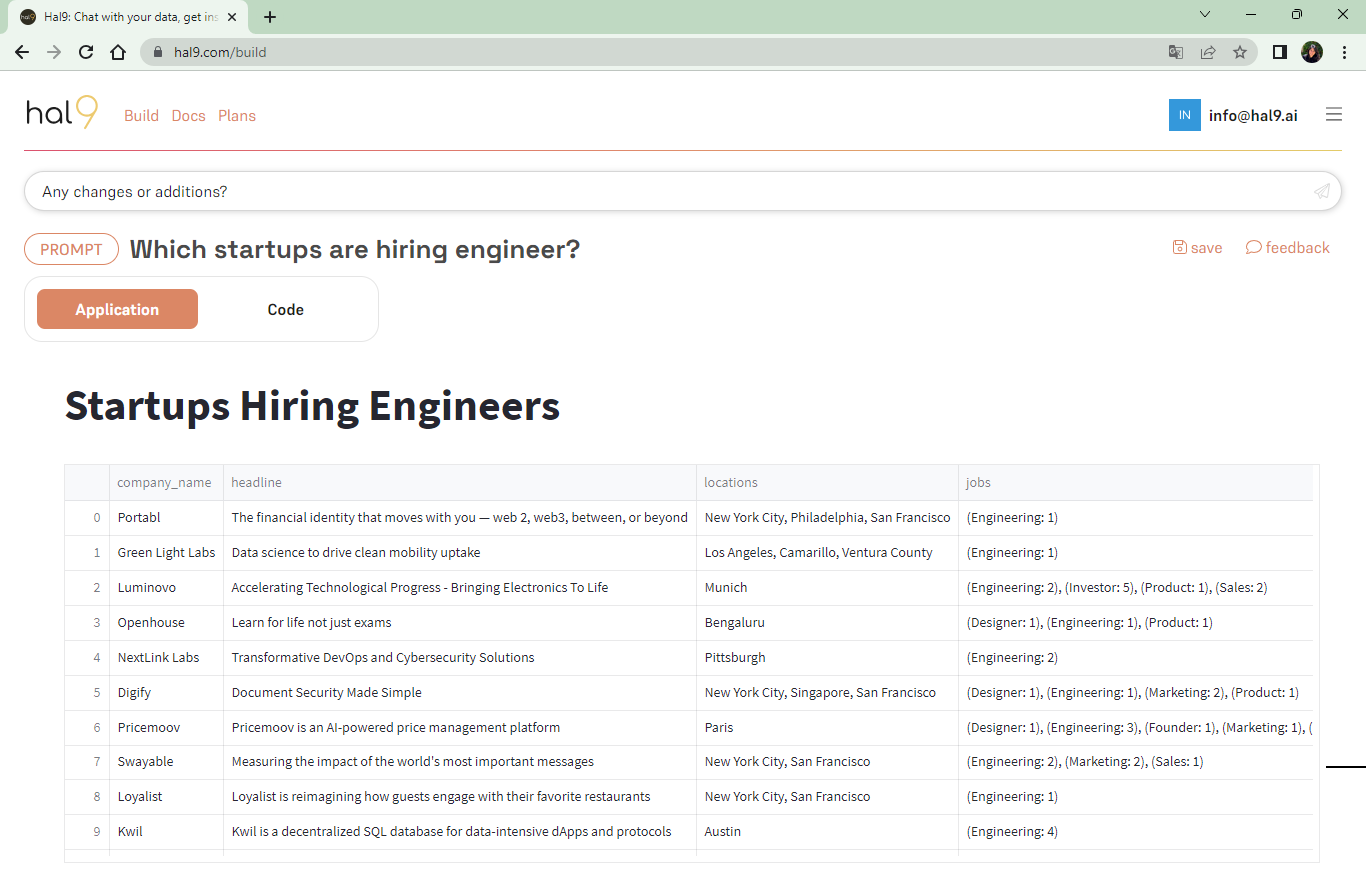 Hal9: Chat with your data, get ins
hal9.com/build
hal9 Build Docs Plans IN info@hal9.ai
Any changes or additions?
PROMPT Which startups are hiring engineer? save feedback
Application Code
Startups Hiring Engineers
company_name headline locations jobs
0 Portabl The financial identity that moves with you — web 2, web3, between, or beyond New York City, Philadelphia, San Francisco (Engineering: 1)
1 Green Light Labs Data science to drive clean mobility uptake Los Angeles, Camarillo, Ventura County (Engineering: 1)
2 Luminovo Accelerating Technological Progress - Bringing Electronics To Life Munich (Engineering: 2), (Investor: 5), (Product: 1), (Sales: 2)
3 Openhouse Learn for life not just exams Bengaluru (Designer: 1), (Engineering: 1), (Product: 1)
4 NextLink Labs Transformative DevOps and Cybersecurity Solutions Pittsburgh (Engineering: 2)
5 Digify Document Security Made Simple New York City, Singapore, San Francisco (Designer: 1), (Engineering: 1), (Marketing: 2), (Product: 1)
6 Pricemoov Pricemoov is an AI-powered price management platform Paris (Designer: 1), (Engineering: 3), (Founder: 1), (Marketing: 1), (
7 Swayable Measuring the impact of the world's most important messages New York City, San Francisco (Engineering: 2), (Marketing: 2), (Sales: 1)
8 Loyalist Loyalist is reimagining how guests engage with their favorite restaurants New York City, San Francisco (Engineering: 1)
9 Kwil Kwil is a decentralized SQL database for data-intensive dApps and protocols Austin (Engineering: 4)